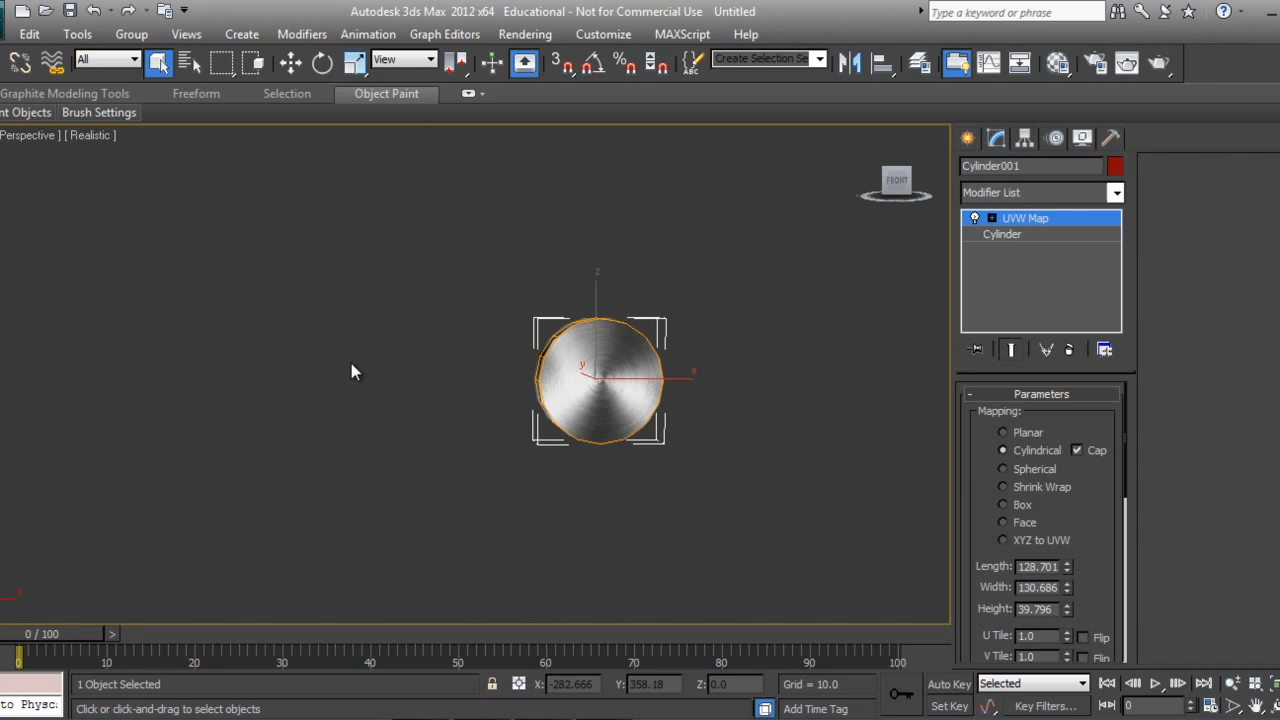 Autodesk 3ds Max 2012 x64 Educational - Not for Commercial Use Untitled
Type a keyword or phrase
Edit Tools Group Views Create Modifiers Animation Graph Editors Rendering Customize MAXScript Help
All View 3 Create Selection Se
Graphite Modeling Tools Freeform Selection Object Paint
nt Objects Brush Settings
Perspective ] [ Realistic ]
FRONT
Cylinder001
Modifier List
UVW Map
Cylinder
z
y
x
Parameters
Mapping:
Planar
Cylindrical Cap
Spherical
Shrink Wrap
Box
Face
XYZ to UVW
Length: 128.701
Width: 130.686
Height: 39.796
U Tile: 1.0 Flip
V Tile: 1.0 Flip
0 / 100 >
0 10 20 30 40 50 60 70 80 90 100
1 Object Selected X: -282.666 Y: 358.18 Z: 0.0 Grid = 10.0 Auto Key Selected
to Physc. Click or click-and-drag to select objects Add Time Tag Set Key Key Filters... 0